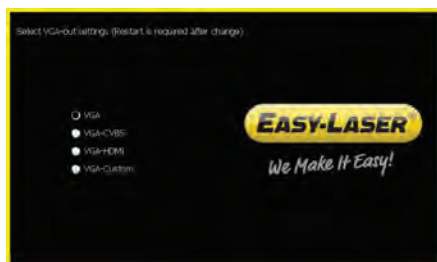 Select VGA-out settings (Restart is required after change)
VGA
VGA-CVBS
VGA-HDMI
VGA-Custom
EASY-LASER®
We Make It Easy!